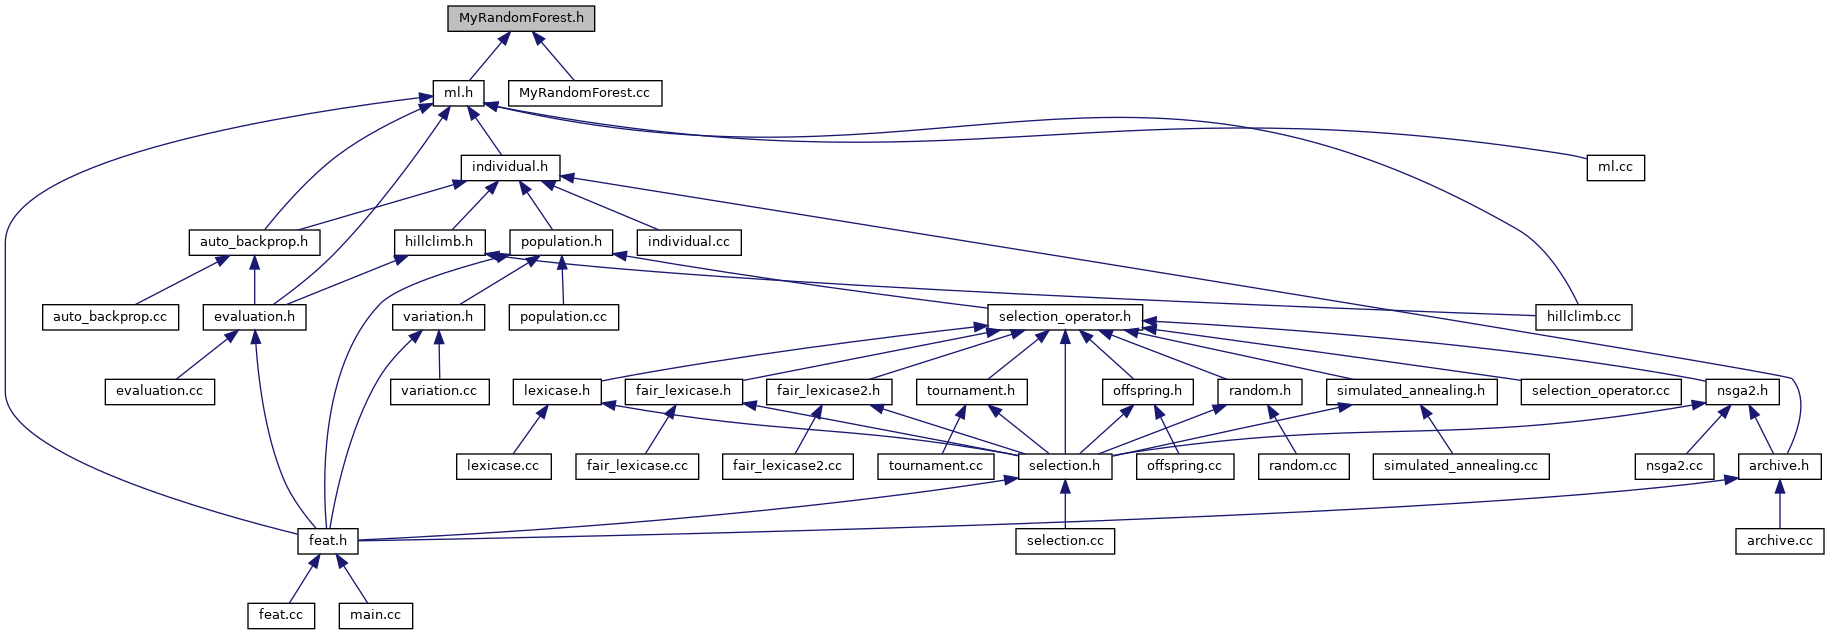 MyRandomForest.h
ml.h
MyRandomForest.cc
individual.h
ml.cc
auto_backprop.h
hillclimb.h
population.h
individual.cc
auto_backprop.cc
evaluation.h
variation.h
population.cc
selection_operator.h
hillclimb.cc
evaluation.cc
variation.cc
lexicase.h
fair_lexicase.h
fair_lexicase2.h
tournament.h
offspring.h
random.h
simulated_annealing.h
selection_operator.cc
nsga2.h
lexicase.cc
fair_lexicase.cc
fair_lexicase2.cc
tournament.cc
selection.h
offspring.cc
random.cc
simulated_annealing.cc
nsga2.cc
archive.h
feat.h
selection.cc
archive.cc
feat.cc
main.cc